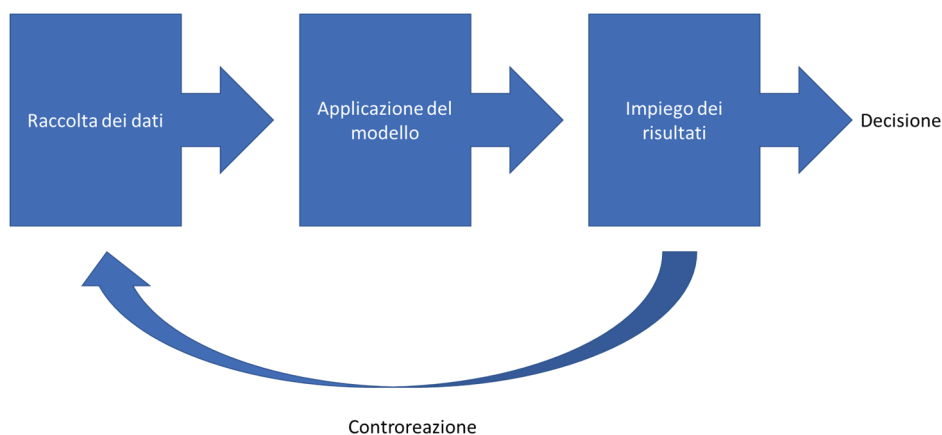 Raccolta dei dati
Applicazione del
modello
Impiego dei
risultati
Decisione
Controreazione